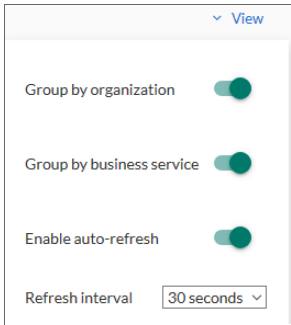 View
Group by organization
Group by business service
Enable auto-refresh
Refresh interval 30 seconds